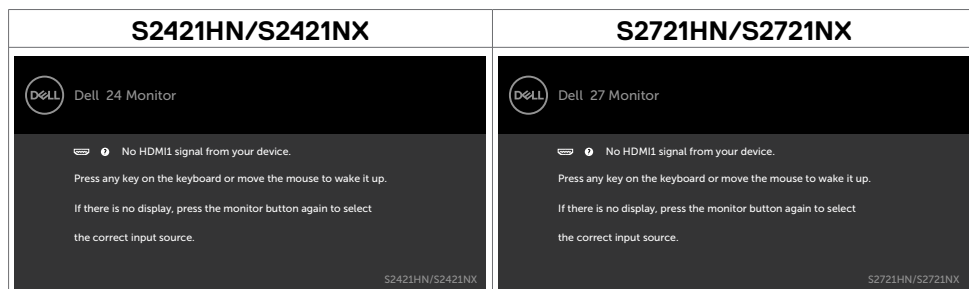 S2421HN/S2421NX
S2721HN/S2721NX
DELL
Dell 24 Monitor
No HDMI1 signal from your device.
Press any key on the keyboard or move the mouse to wake it up.
If there is no display, press the monitor button again to select
the correct input source.
S2421HN/S2421NX
DELL
Dell 27 Monitor
No HDMI1 signal from your device.
Press any key on the keyboard or move the mouse to wake it up.
If there is no display, press the monitor button again to select
the correct input source.
S2721HN/S2721NX